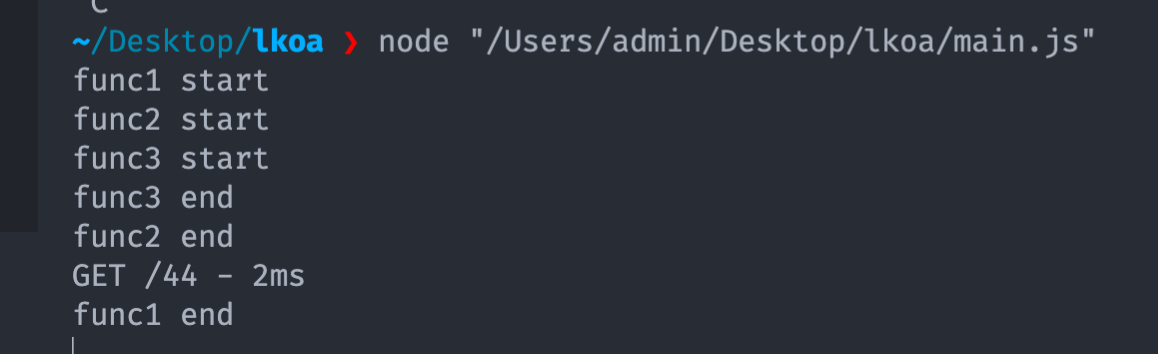 ~/Desktop/lkoa ❯ node "/Users/admin/Desktop/lkoa/main.js"
func1 start
func2 start
func3 start
func3 end
func2 end
GET /44 - 2ms
func1 end